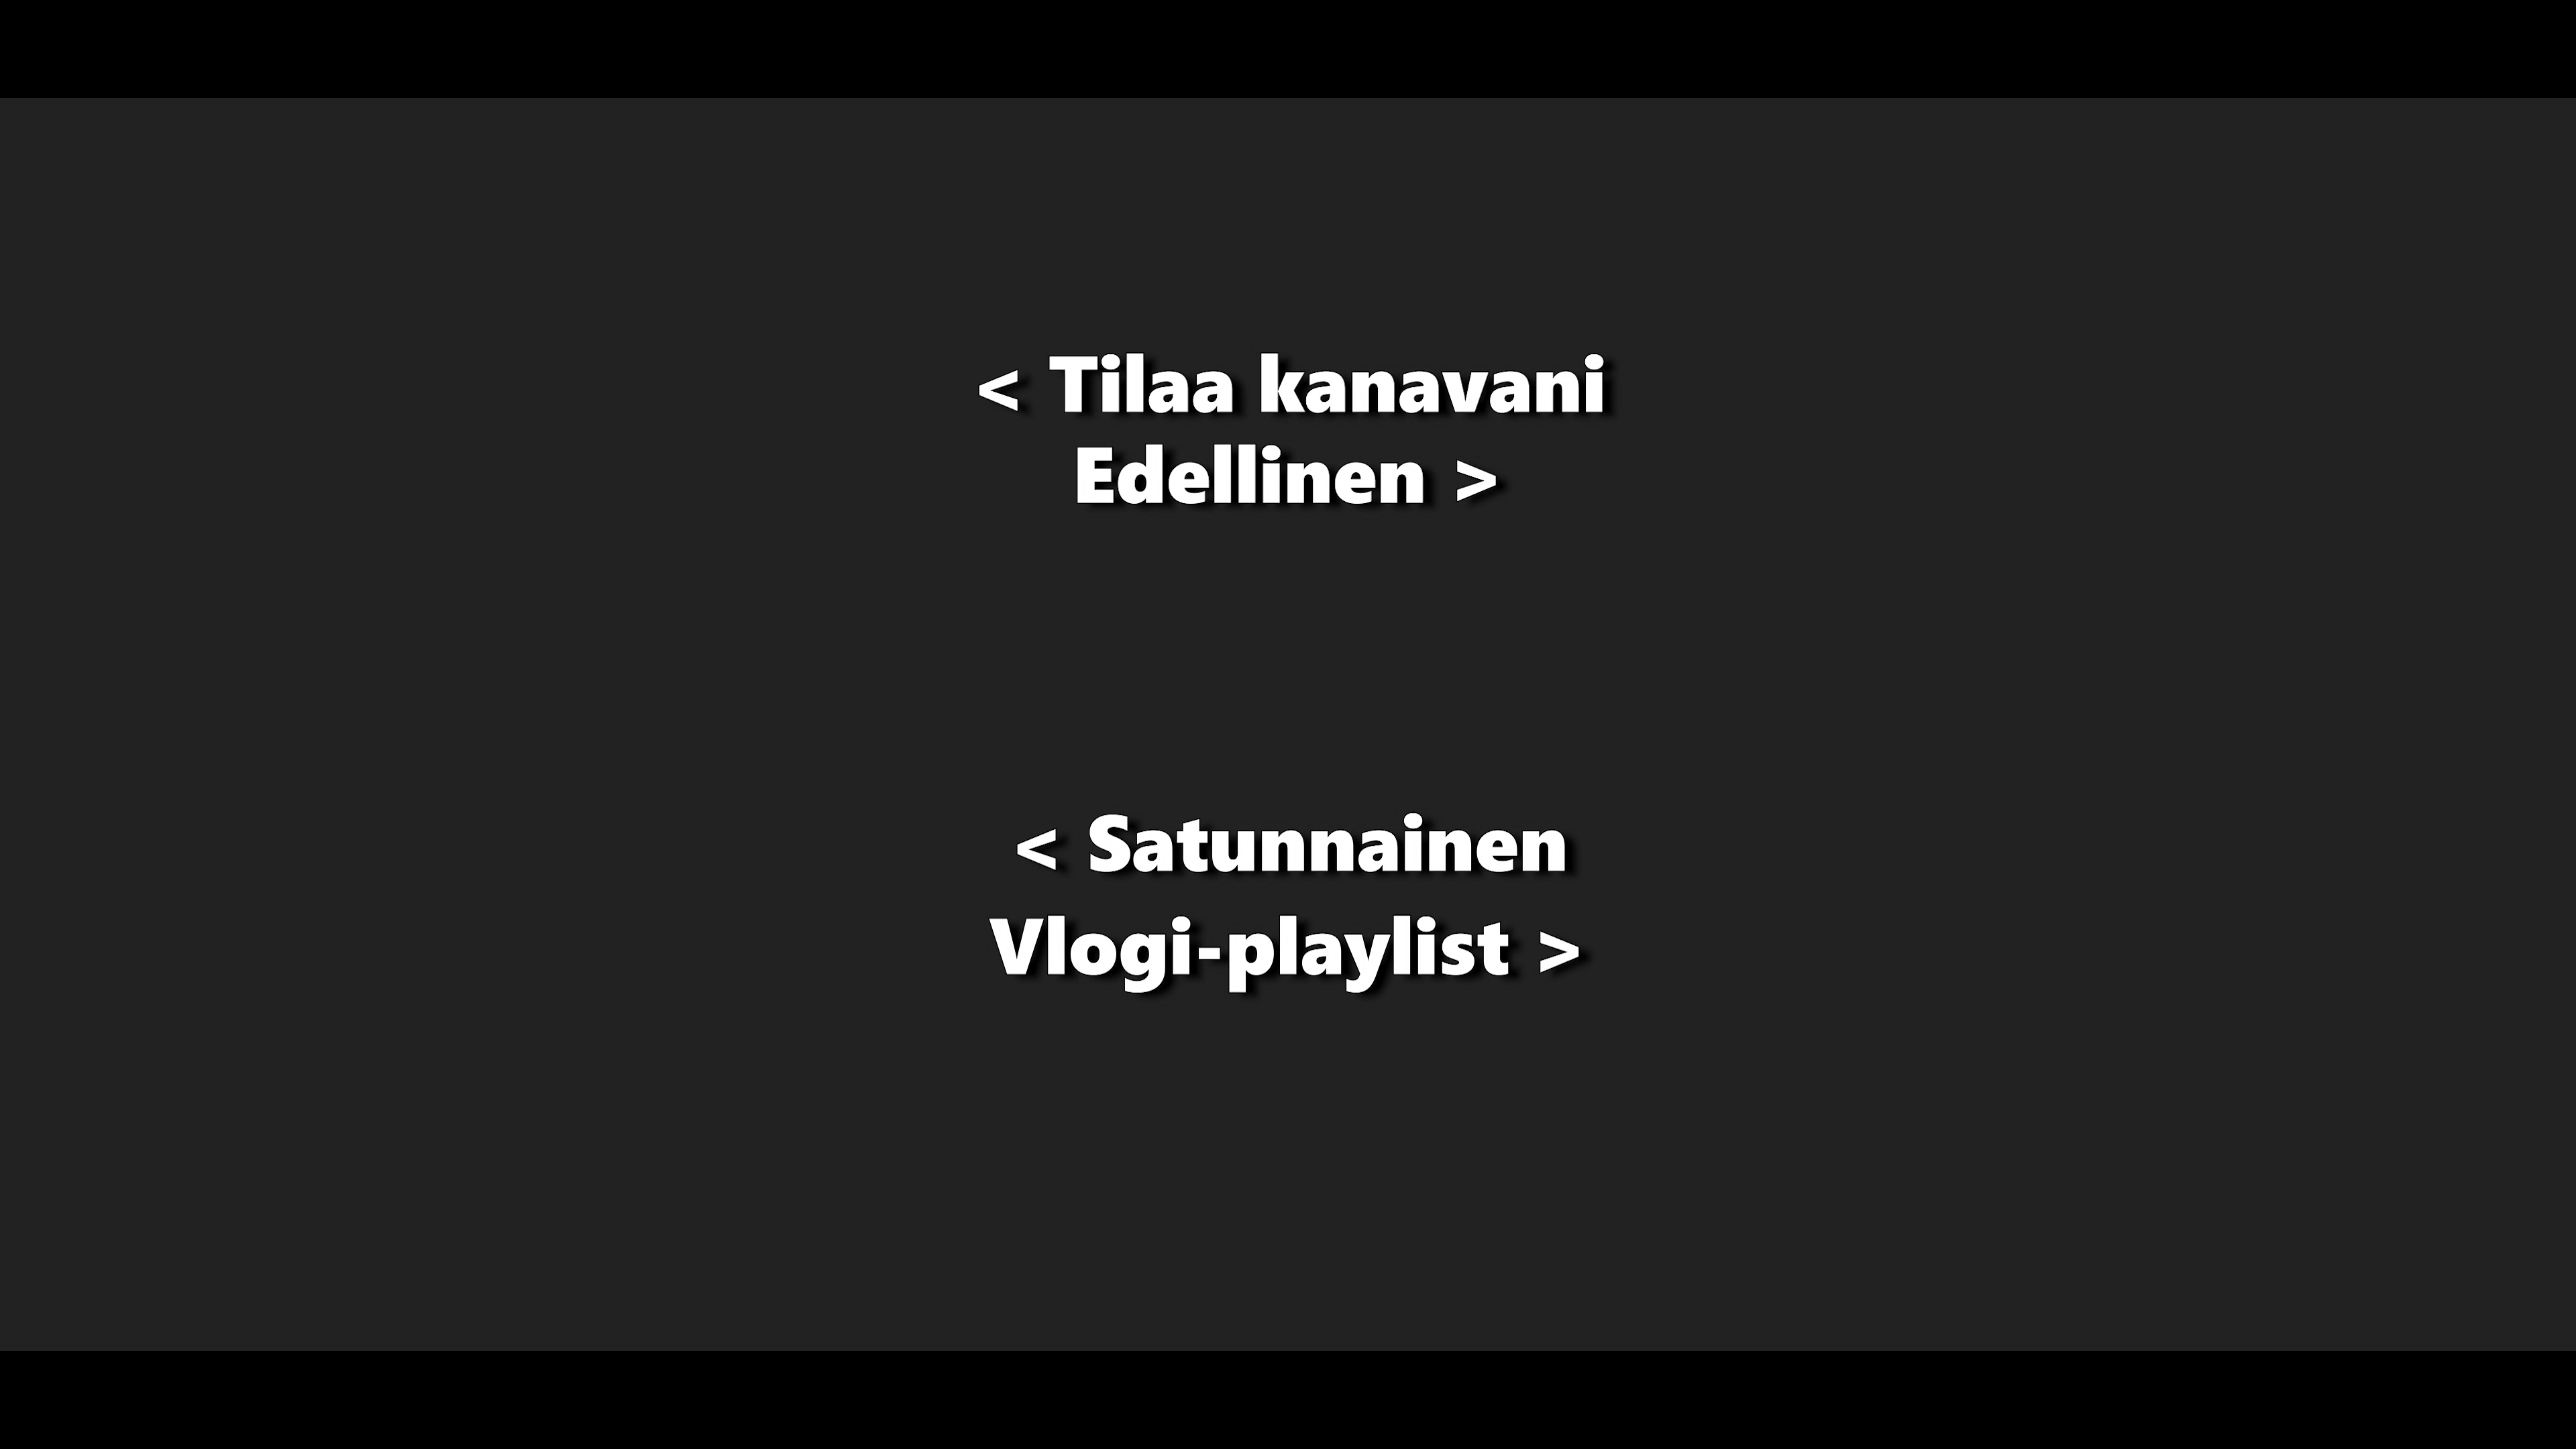 < Tilaa kanavani
Edellinen >
< Satunnainen
Vlogi-playlist >